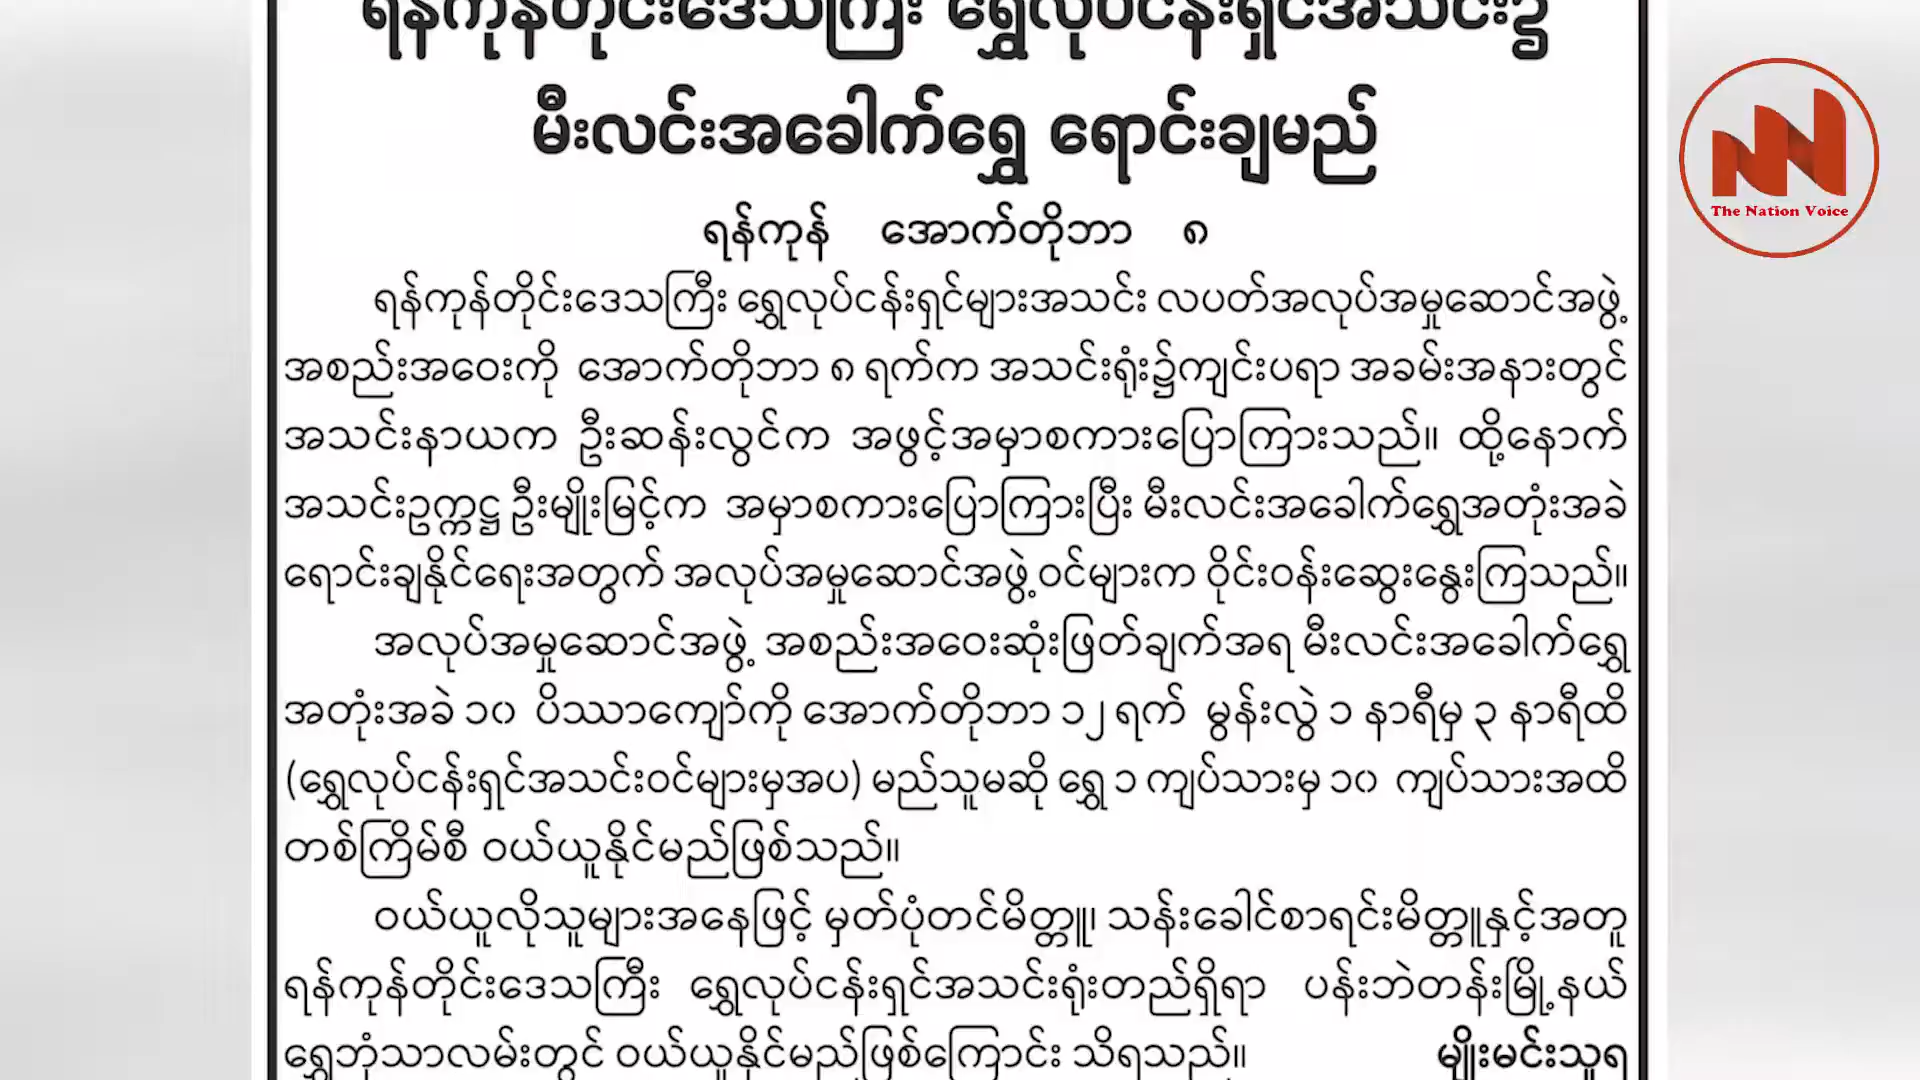 ရန်ကုန်တိုင်းဒေသကြီး ရွှေလုပ်ငန်းရှင်အသင်း၌
မီးလင်းအခေါက်ရွှေ ရောင်းချမည်
ရန်ကုန် အောက်တိုဘာ ၈
ရန်ကုန်တိုင်းဒေသကြီး ရွှေလုပ်ငန်းရှင်များအသင်း လပတ်အလုပ်အမှုဆောင်အဖွဲ့
အစည်းအဝေးကို အောက်တိုဘာ ၈ ရက်က အသင်းရုံး၌ကျင်းပရာ အခမ်းအနားတွင်
အသင်းနာယက ဦးဆန်းလွင်က အဖွင့်အမှာစကားပြောကြားသည်။ ထို့နောက်
အသင်းဥက္ကဋ္ဌ ဦးမျိုးမြင့်က အမှာစကားပြောကြားပြီး မီးလင်းအခေါက်ရွှေအတုံးအခဲ
ရောင်းချနိုင်ရေးအတွက် အလုပ်အမှုဆောင်အဖွဲ့ဝင်များက ဝိုင်းဝန်းဆွေးနွေးကြသည်။
အလုပ်အမှုဆောင်အဖွဲ့ အစည်းအဝေးဆုံးဖြတ်ချက်အရ မီးလင်းအခေါက်ရွှေ
အတုံးအခဲ ၁၀ ပိဿာကျော်ကို အောက်တိုဘာ ၁၂ ရက် မွန်းလွဲ ၁ နာရီမှ ၃ နာရီထိ
(ရွှေလုပ်ငန်းရှင်အသင်းဝင်များမှအပ) မည်သူမဆို ရွှေ ၁ ကျပ်သားမှ ၁၀ ကျပ်သားအထိ
တစ်ကြိမ်စီ ဝယ်ယူနိုင်မည်ဖြစ်သည်။
ဝယ်ယူလိုသူများအနေဖြင့် မှတ်ပုံတင်မိတ္တူ၊ သန်းခေါင်စာရင်းမိတ္တူနှင့်အတူ
ရန်ကုန်တိုင်းဒေသကြီး ရွှေလုပ်ငန်းရှင်အသင်းရုံးတည်ရှိရာ ပန်းဘဲတန်းမြို့နယ်
ရွှေဘုံသာလမ်းတွင် ဝယ်ယူနိုင်မည်ဖြစ်ကြောင်း သိရသည်။ မျိုးမင်းသူရ
The Nation Voice